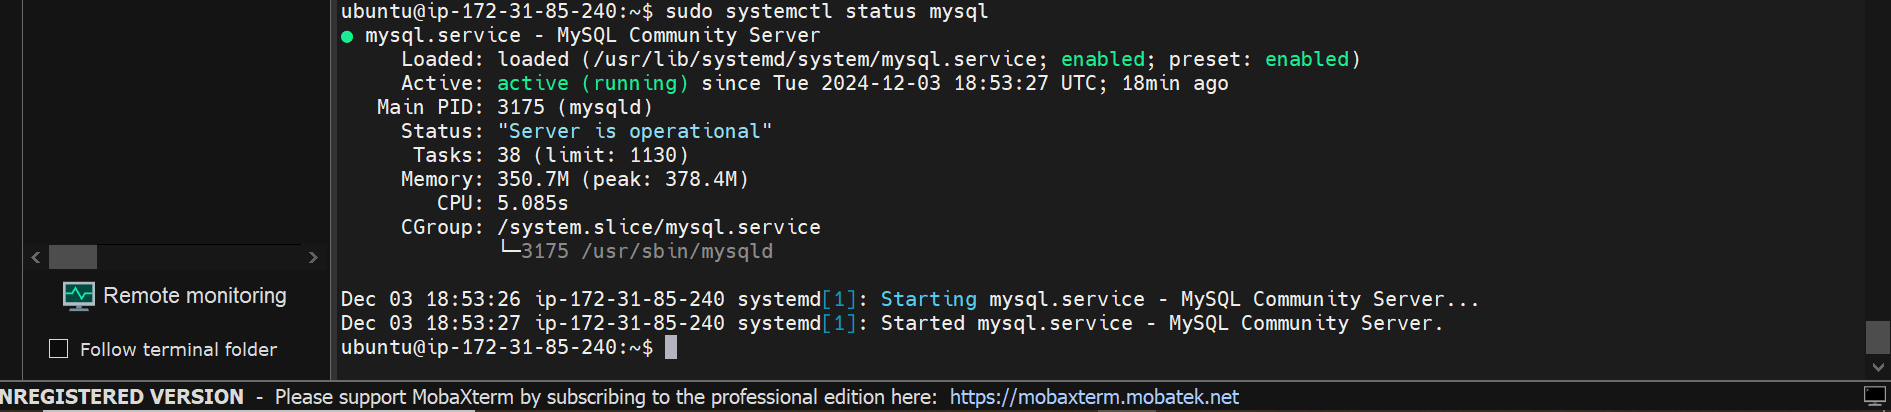 ubuntu@ip-172-31-85-240:~$ sudo systemctl status mysql
● mysql.service - MySQL Community Server
     Loaded: loaded (/usr/lib/systemd/system/mysql.service; enabled; preset: enabled)
     Active: active (running) since Tue 2024-12-03 18:53:27 UTC; 18min ago
   Main PID: 3175 (mysqld)
     Status: "Server is operational"
      Tasks: 38 (limit: 1130)
     Memory: 350.7M (peak: 378.4M)
        CPU: 5.085s
     CGroup: /system.slice/mysql.service
             └─3175 /usr/sbin/mysqld
Dec 03 18:53:26 ip-172-31-85-240 systemd[1]: Starting mysql.service - MySQL Community Server...
Dec 03 18:53:27 ip-172-31-85-240 systemd[1]: Started mysql.service - MySQL Community Server.
ubuntu@ip-172-31-85-240:~$
Remote monitoring
Follow terminal folder
NREGISTERED VERSION - Please support MobaXterm by subscribing to the professional edition here: https://mobaxterm.mobatek.net